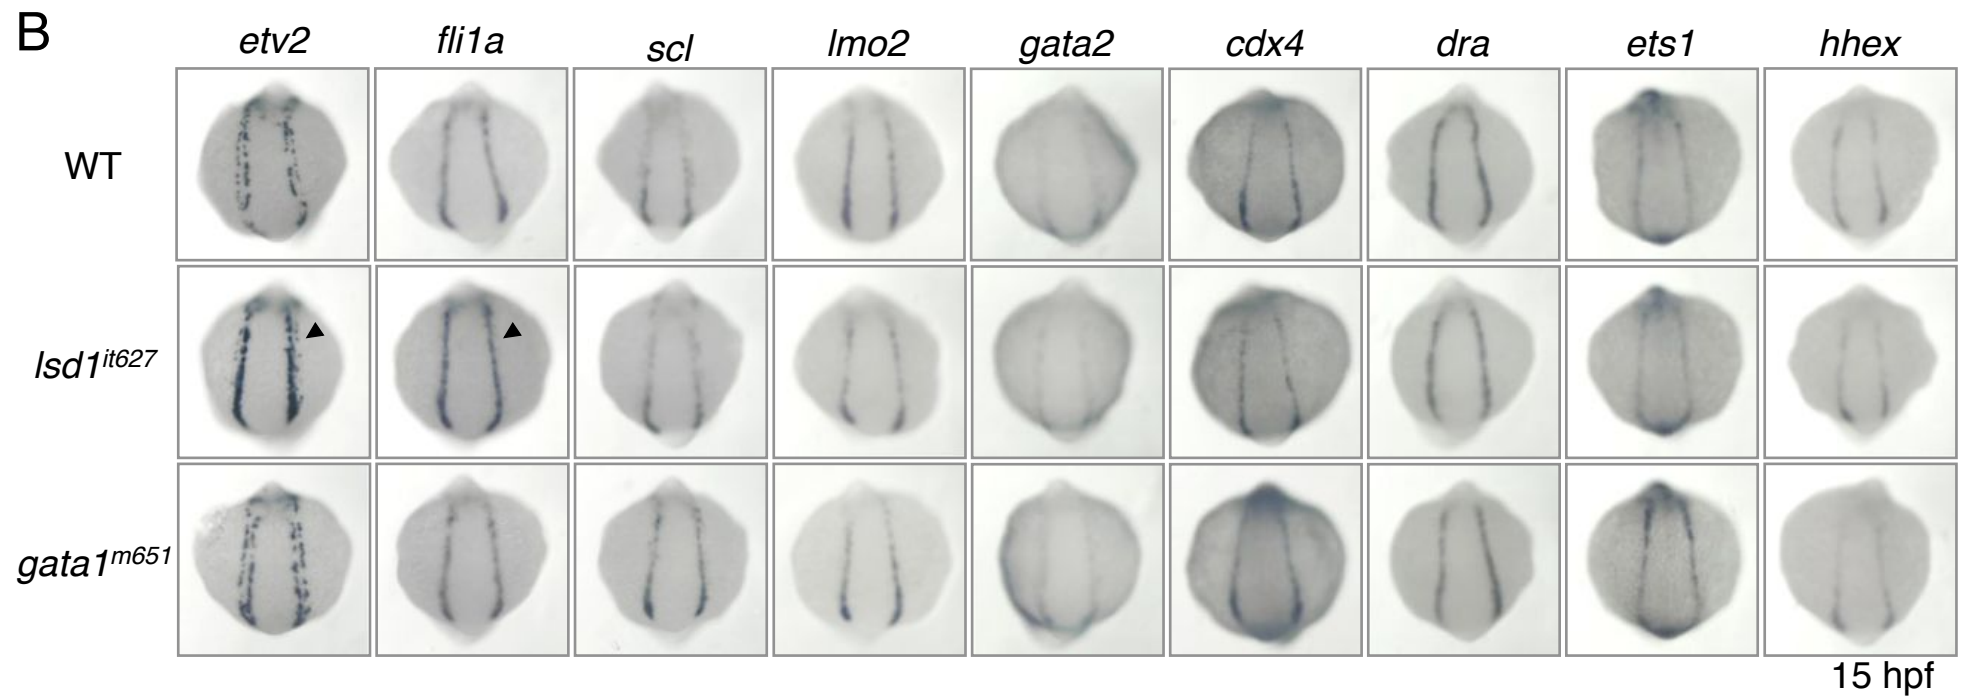 B
etv2 fli1a scl lmo2 gata2 cdx4 dra ets1 hhex
WT
lsd1it627
gata1m651
15 hpf